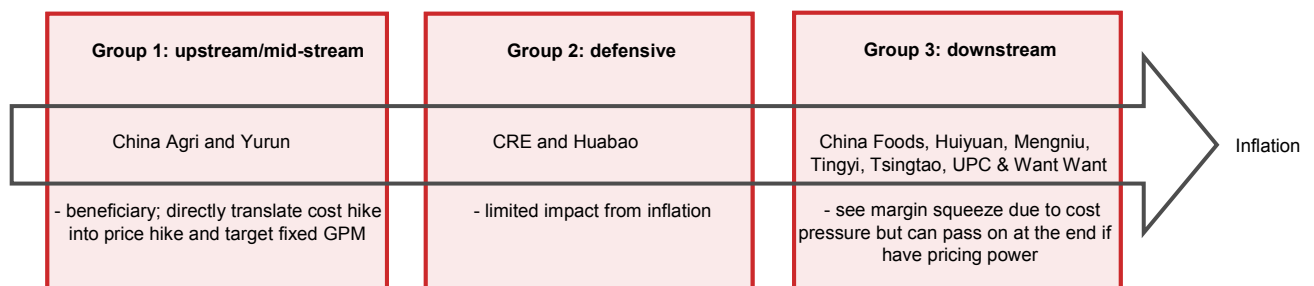 Group 1: upstream/mid-stream
Group 2: defensive
Group 3: downstream
China Agri and Yurun
CRE and Huabao
China Foods, Huiyuan, Mengniu,
Tingyi, Tsingtao, UPC & Want Want
Inflation
- beneficiary; directly translate cost hike
into price hike and target fixed GPM
- limited impact from inflation
- see margin squeeze due to cost
pressure but can pass on at the end if
have pricing power